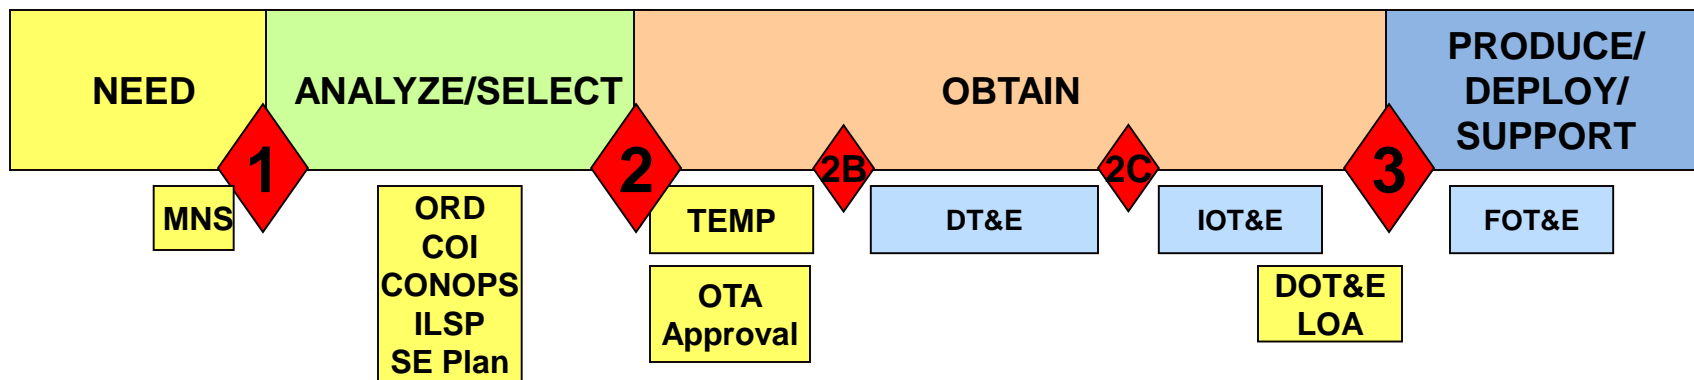 NEED
ANALYZE/SELECT
OBTAIN
PRODUCE/
DEPLOY/
SUPPORT
1
2
2B
2C
3
MNS
ORD
COI
CONOPS
ILSP
SE Plan
TEMP
OTA
Approval
DT&E
IOT&E
DOT&E
LOA
FOT&E